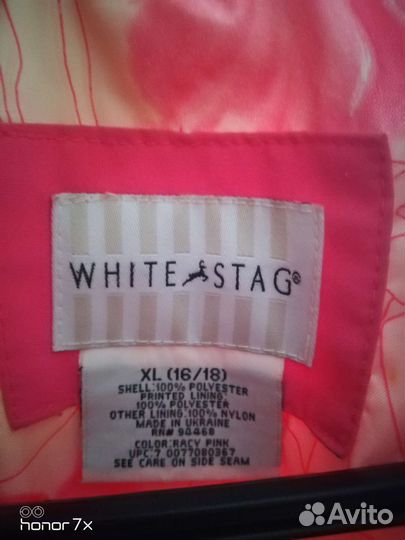 WHITE STAG®
XL (16/18)
SHELL:100% POLYESTER
PRINTED LINING:
100% POLYESTER
OTHER LINING:100% NYLON
MADE IN UKRAINE
RN# 94468
COLOR:RACY PINK
UPC:7 0077080367
SEE CARE ON SIDE SEAM
honor 7x
Avito